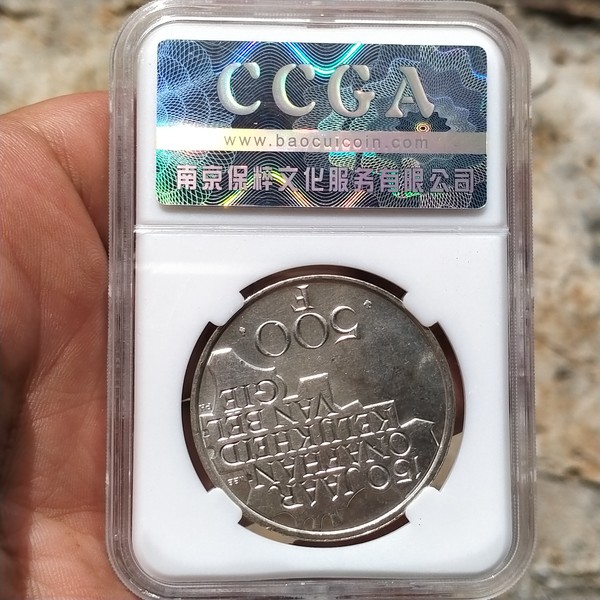 CCGA
www.baocuicoin.com
南京保粹文化服务有限公司
150 JAAR
ONAFHAN
KELIJKHEID
VAN BEL
GIE
500
F